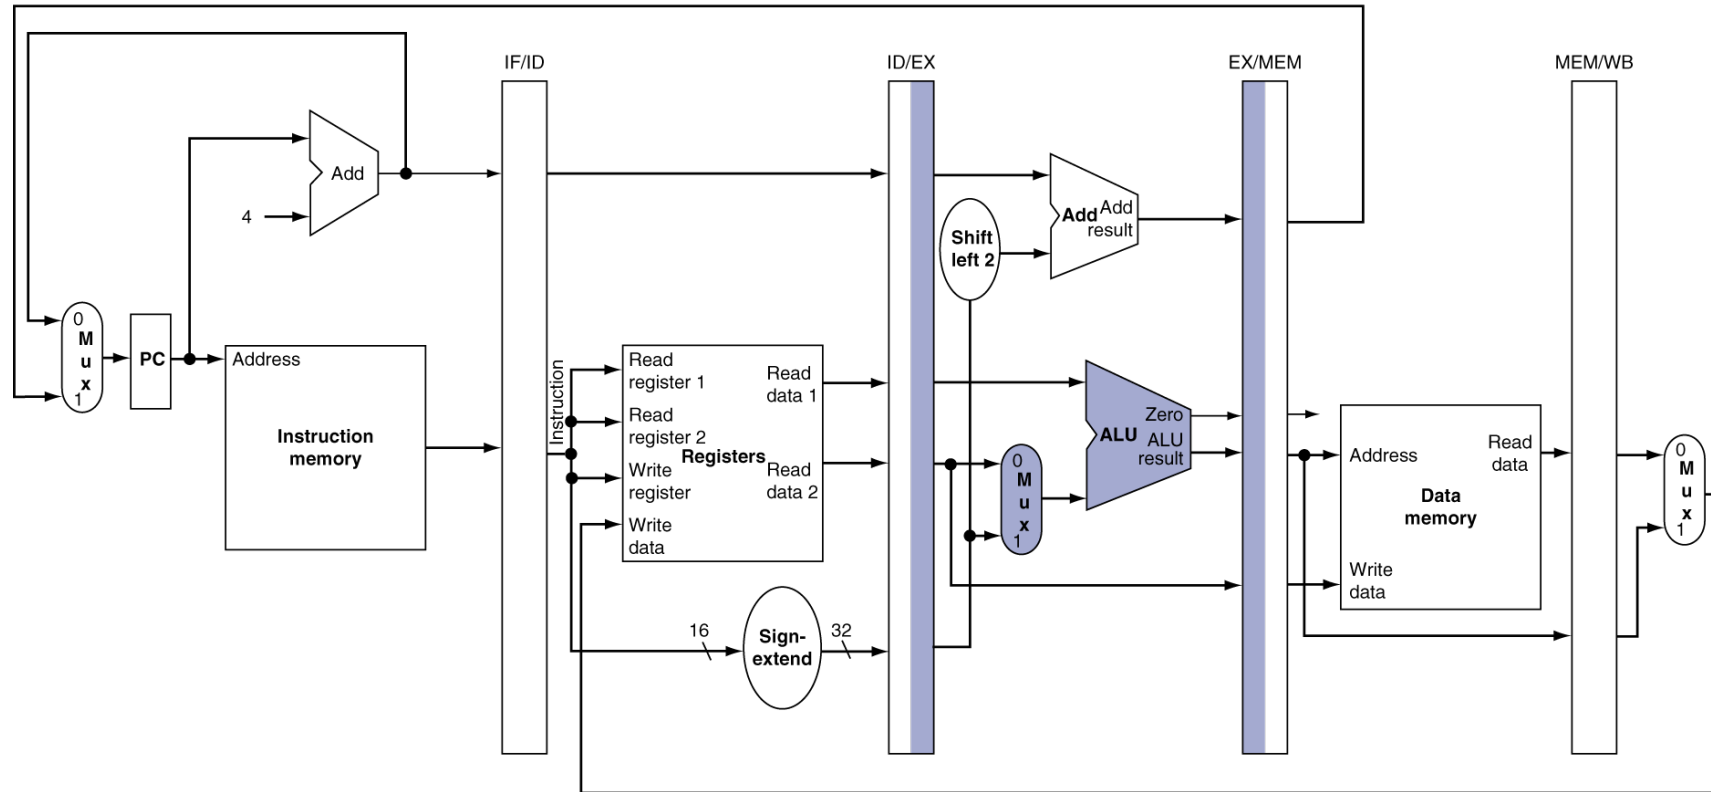 IF/ID
ID/EX
EX/MEM
MEM/WB
Add
4
Add
Add
result
Shift
left 2
0
M
u
x
1
PC
Address
Instruction
memory
Instruction
Read
register 1
Read
register 2
Write
register
Write
data
Registers
Read
data 1
Read
data 2
16
Sign-
extend
32
0
M
u
x
1
ALU
Zero
ALU
result
Address
Write
data
Data
memory
Read
data
0
M
u
x
1